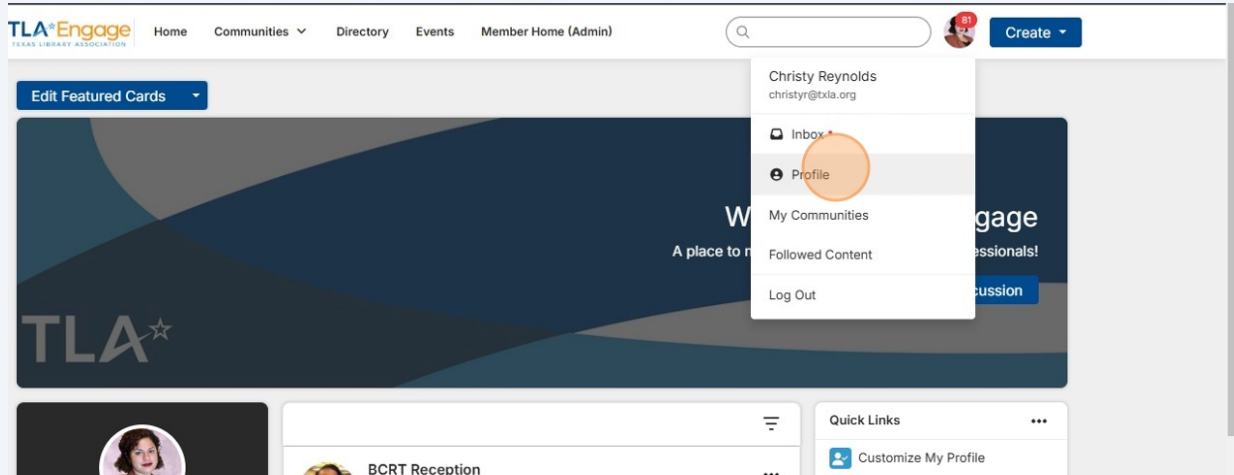 TLA Engage
TEXAS LIBRARY ASSOCIATION
Home Communities Directory Events Member Home (Admin)
81
Create
Edit Featured Cards
Christy Reynolds
christyr@txla.org
Inbox
Profile
My Communities
Followed Content
Log Out
W gage
A place to essionals!
cussion
TLA
BCRT Reception
Quick Links
Customize My Profile